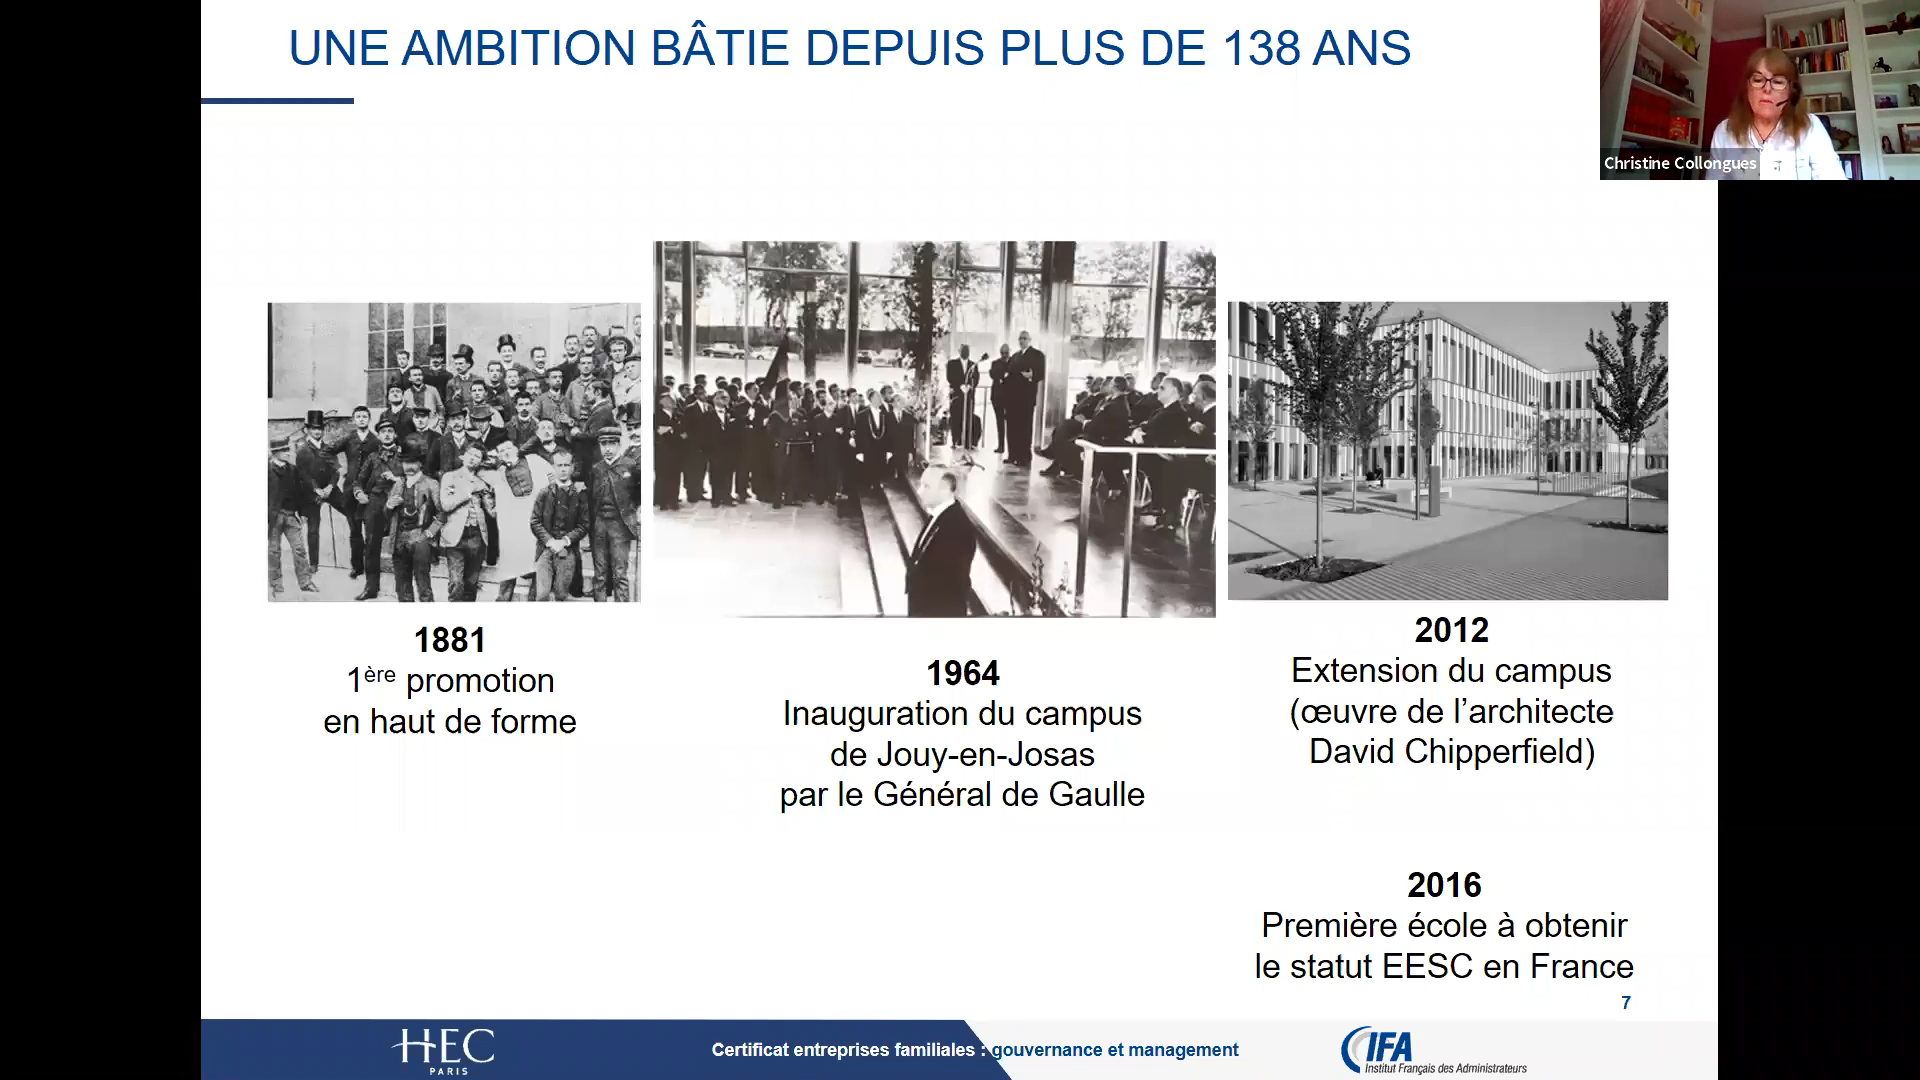 UNE AMBITION BÂTIE DEPUIS PLUS DE 138 ANS
Christine Collongues
1881
1ère promotion
en haut de forme
1964
Inauguration du campus
de Jouy-en-Josas
par le Général de Gaulle
2012
Extension du campus
(œuvre de l’architecte
David Chipperfield)
2016
Première école à obtenir
le statut EESC en France
7
HEC
PARIS
Certificat entreprises familiales : gouvernance et management
IFA
Institut Français des Administrateurs